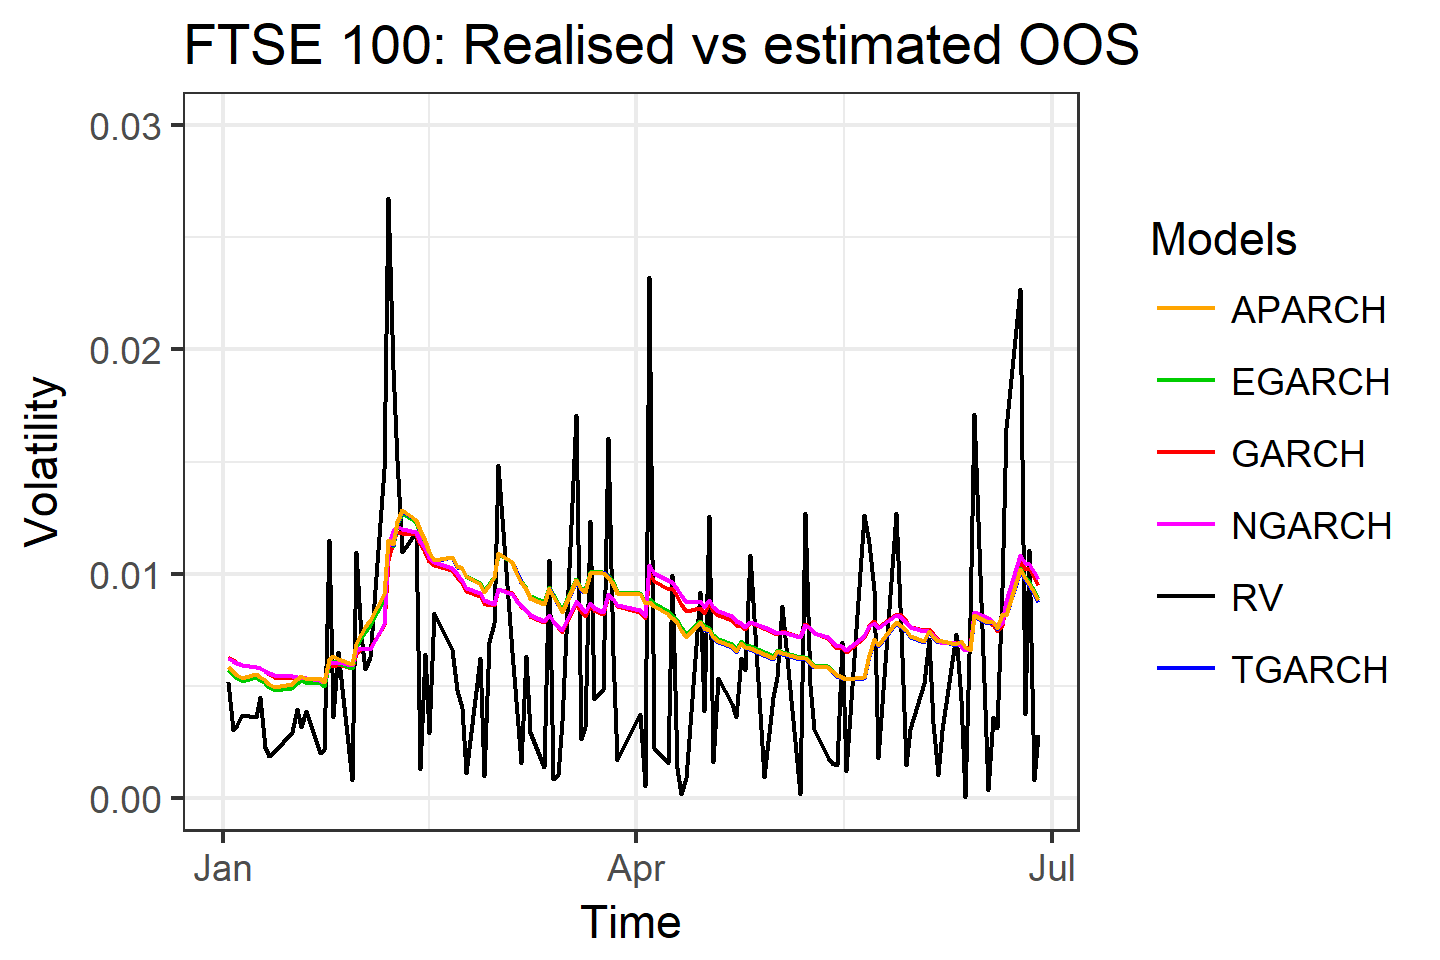 FTSE 100: Realised vs estimated OOS
0.03
0.02
0.01
0.00
Volatility
Jan
Apr
Jul
Time
Models
APARCH
EGARCH
GARCH
NGARCH
RV
TGARCH